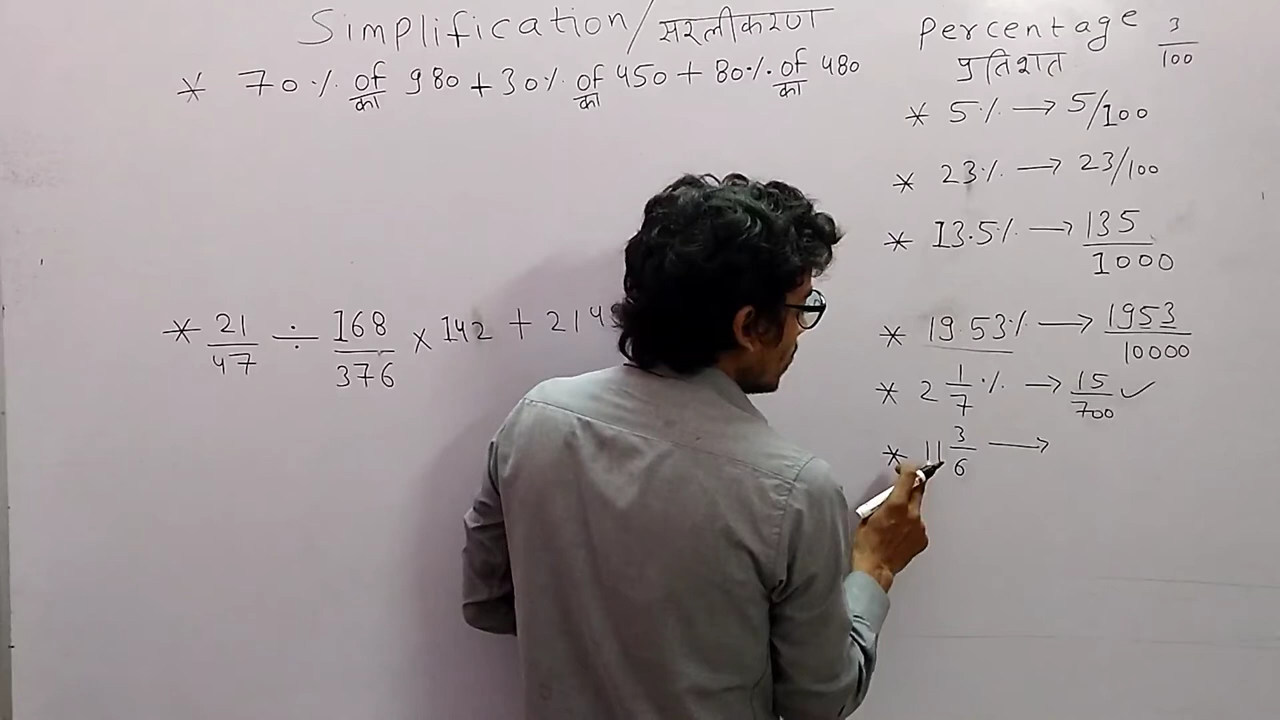 Simplification/सरलीकरण
* 70% of का 980 + 30% of का 450 + 80% of का 480
* 21/47 ÷ 168/376 × 142 + 214
Percentage 3/100
प्रतिशत
* 5% → 5/100
* 23% → 23/100
* 13.5% → 135/1000
* 19.53% → 1953/10000
* 2 1/7 % → 15/700 ✓
* 11 3/6 →